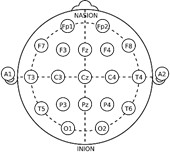 NASION
Fp1 Fp2
F7 F3 Fz F4 F8
A1 T3 C3 Cz C4 T4 A2
T5 P3 Pz P4 T6
O1 O2
INION